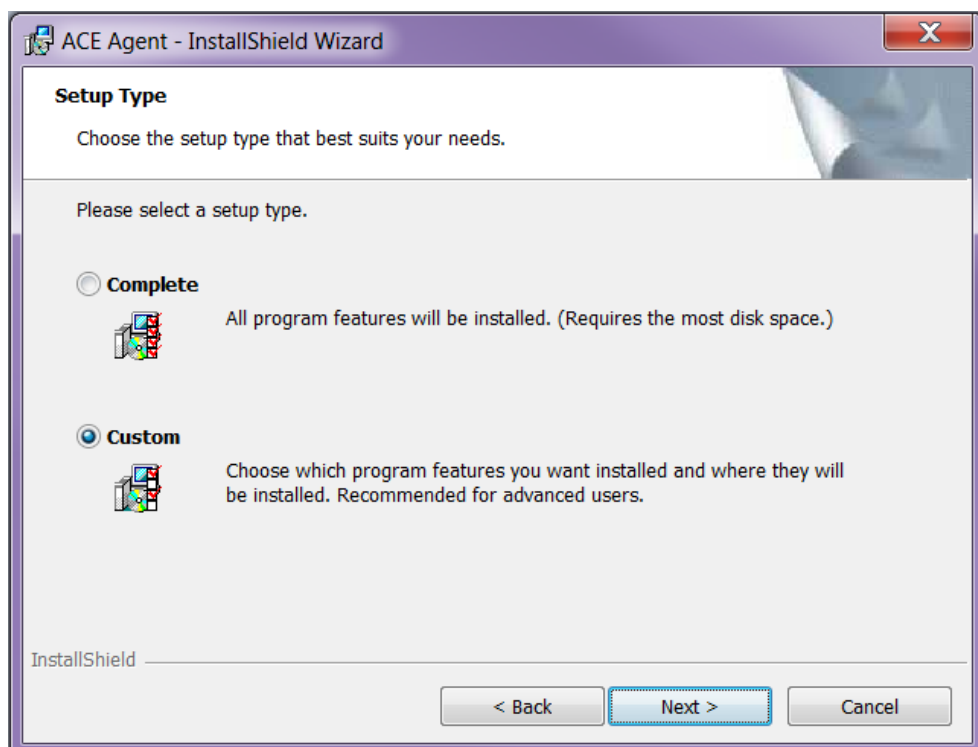 ACE Agent - InstallShield Wizard
Setup Type
Choose the setup type that best suits your needs.
Please select a setup type.
Complete
All program features will be installed. (Requires the most disk space.)
Custom
Choose which program features you want installed and where they will
be installed. Recommended for advanced users.
InstallShield
< Back
Next >
Cancel